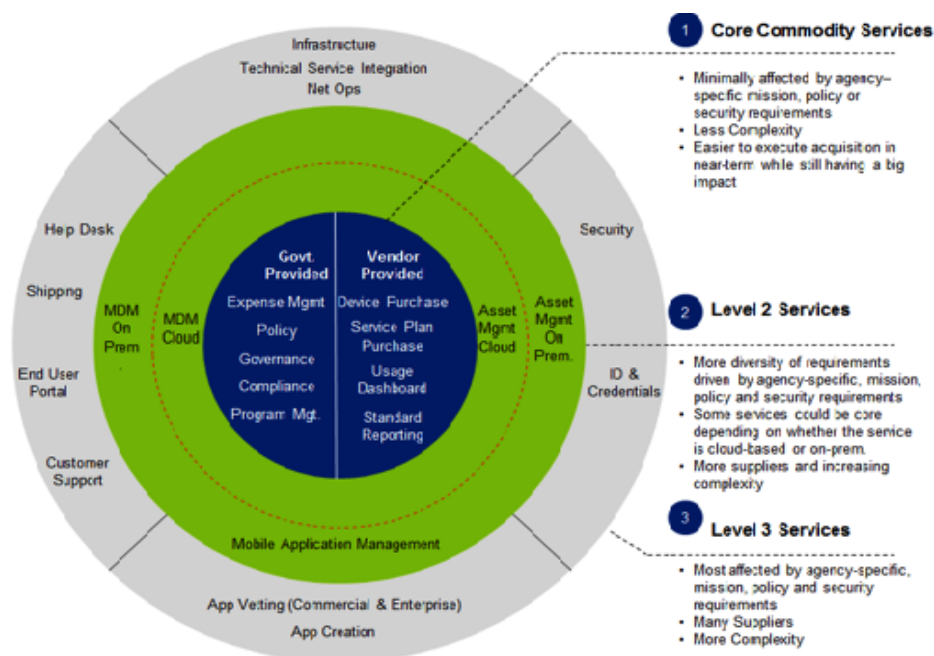 Infrastructure
Technical Service Integration
Net Ops
Help Desk
Shipping
End User
Portal
Customer
Support
MDM
On
Prem
MDM
Cloud
Govt.
Provided
Expense Mgmt
Policy
Governance
Compliance
Program Mgt.
Vendor
Provided
Device Purchase
Service Plan
Purchase
Usage
Dashboard
Standard
Reporting
Asset
Mgmt
Cloud
Asset
Mgmt
On
Prem.
Security
ID &
Credentials
Mobile Application Management
App Vetting (Commercial & Enterprise)
App Creation
1 Core Commodity Services
• Minimally affected by agency–
specific mission, policy or
security requirements
• Less Complexity
• Easier to execute acquisition in
near-term while still having a big
impact
2 Level 2 Services
• More diversity of requirements
driven by agency-specific, mission,
policy and security requirements
• Some services could be core
depending on whether the service
is cloud-based or on-prem.
• More suppliers and increasing
complexity
3 Level 3 Services
• Most affected by agency-specific,
mission, policy and security
requirements
• Many Suppliers
• More Complexity